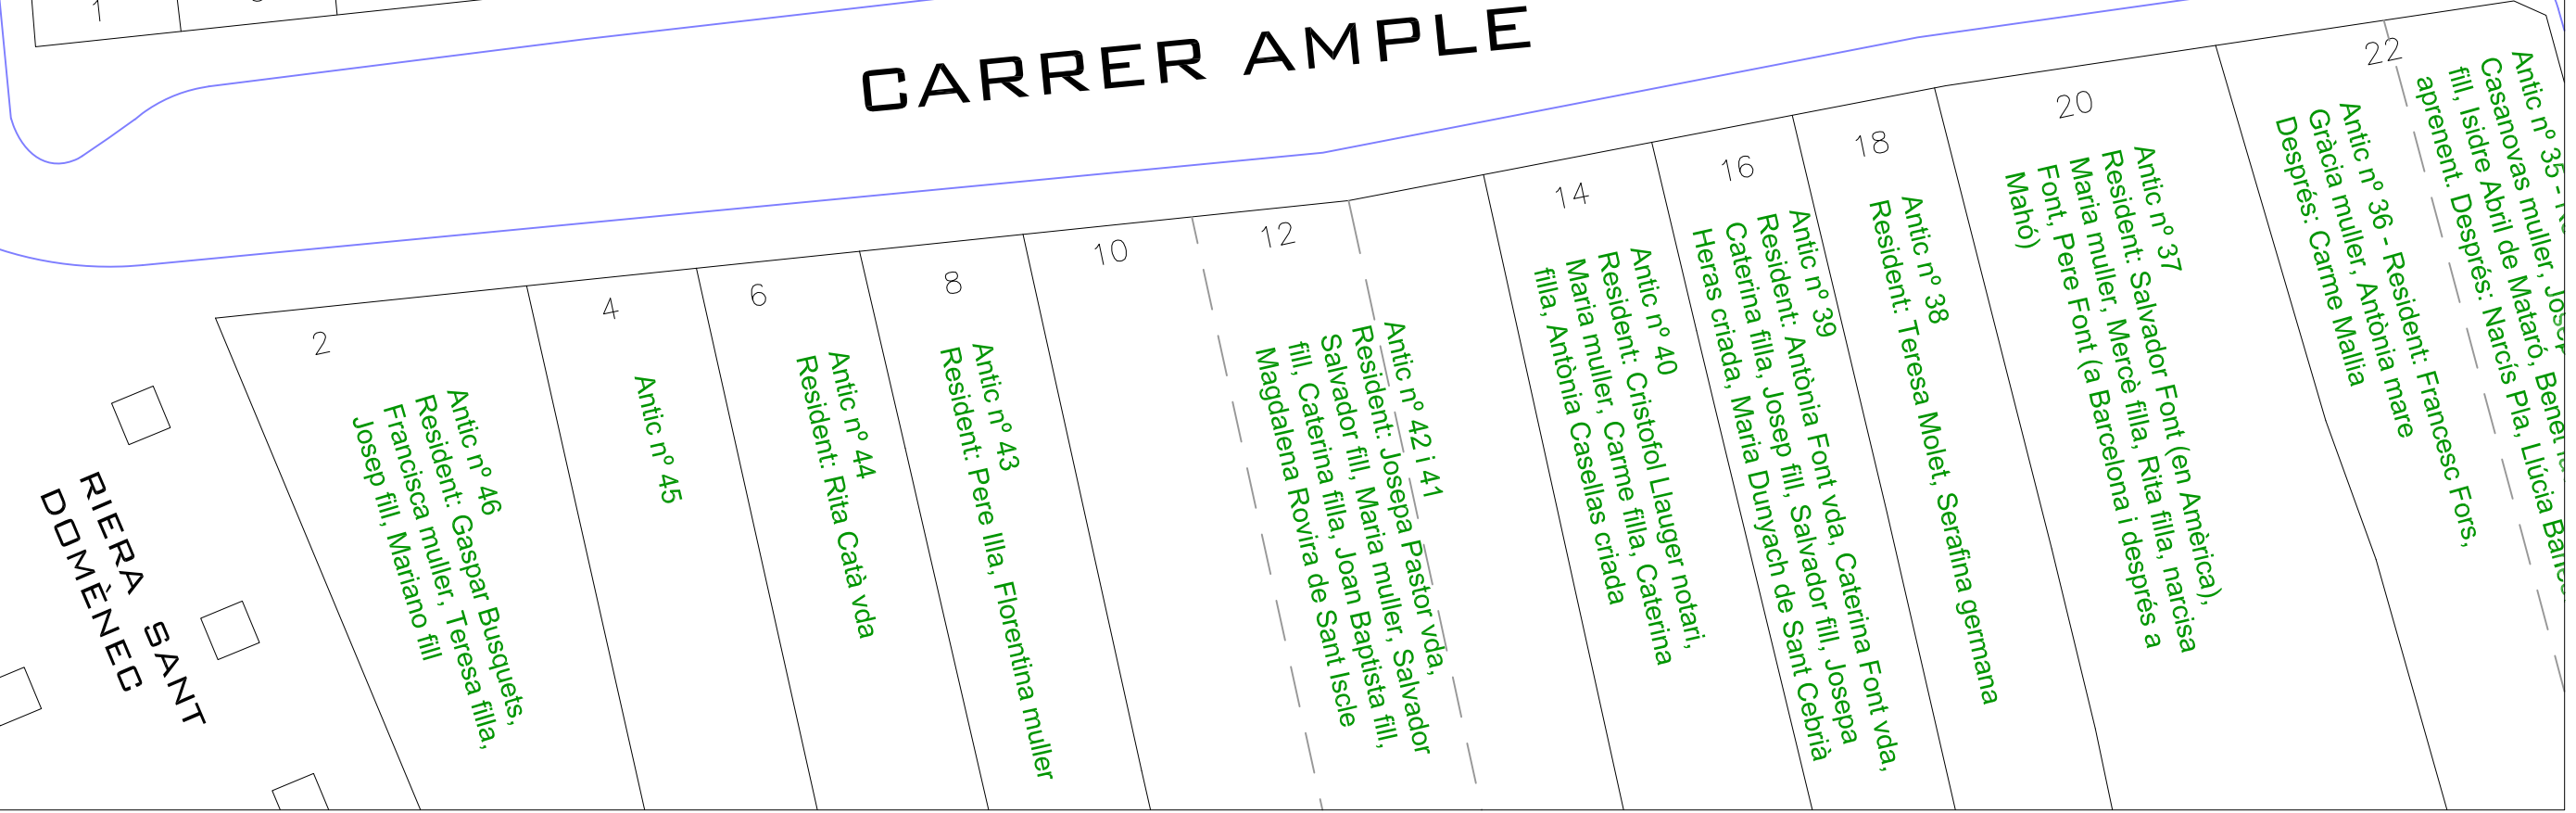 1
CARRER AMPLE
RIERA SANT
DOMÈNEC
2
Antic nº 46
Resident: Gaspar Busquets,
Francisca muller, Teresa filla,
Josep fill, Mariano fill
4
Antic nº 45
6
Antic nº 44
Resident: Rita Catà vda
8
Antic nº 43
Resident: Pere Illa, Florentina muller
10
12
Antic nº 42 i 41
Resident: Josepa Pastor vda,
Salvador fill, Maria muller, Salvador
fill, Caterina filla, Joan Baptista fill,
Magdalena Rovira de Sant Iscle
14
Antic nº 40
Resident: Cristofol Llauger notari,
Maria muller, Carme filla, Caterina
filla, Antònia Casellas criada
16
Antic nº 39
Resident: Antònia Font vda, Caterina Font vda,
Caterina filla, Josep fill, Salvador fill, Josepa
Heras criada, Maria Dunyach de Sant Cebrià
18
Antic nº 38
Resident: Teresa Molet, Serafina germana
20
Antic nº 37
Resident: Salvador Font (en Amèrica),
Maria muller, Mercè filla, Rita filla, narcisa
Font, Pere Font (a Barcelona i després a
Mahó)
22
Antic nº 36 - Resident: Francesc Fors,
Gràcia muller, Antònia mare
Després: Carme Mallia
Antic nº 35 -
Casanovas muller,
fill, Isidre Abril de Mataró, Benet
aprenent. Després: Narcís Pla, Llúcia